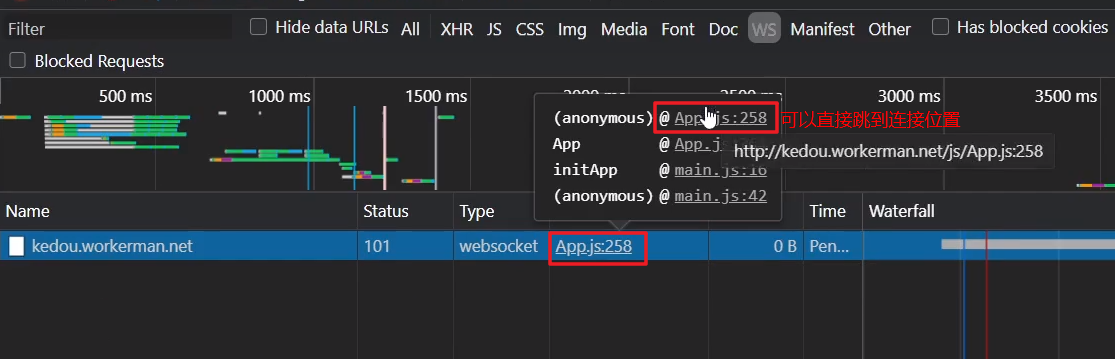 Filter
Hide data URLs
All
XHR
JS
CSS
Img
Media
Font
Doc
WS
Manifest
Other
Has blocked cookies
Blocked Requests
500 ms
1000 ms
1500 ms
3000 ms
3500 ms
(anonymous) @ App.js:258
可以直接跳到连接位置
App @ App.js
http://kedou.workerman.net/js/App.js:258
initApp @ main.js:16
(anonymous) @ main.js:42
Name
Status
Type
Time
Waterfall
kedou.workerman.net
101
websocket
App.js:258
0 B
Pen...